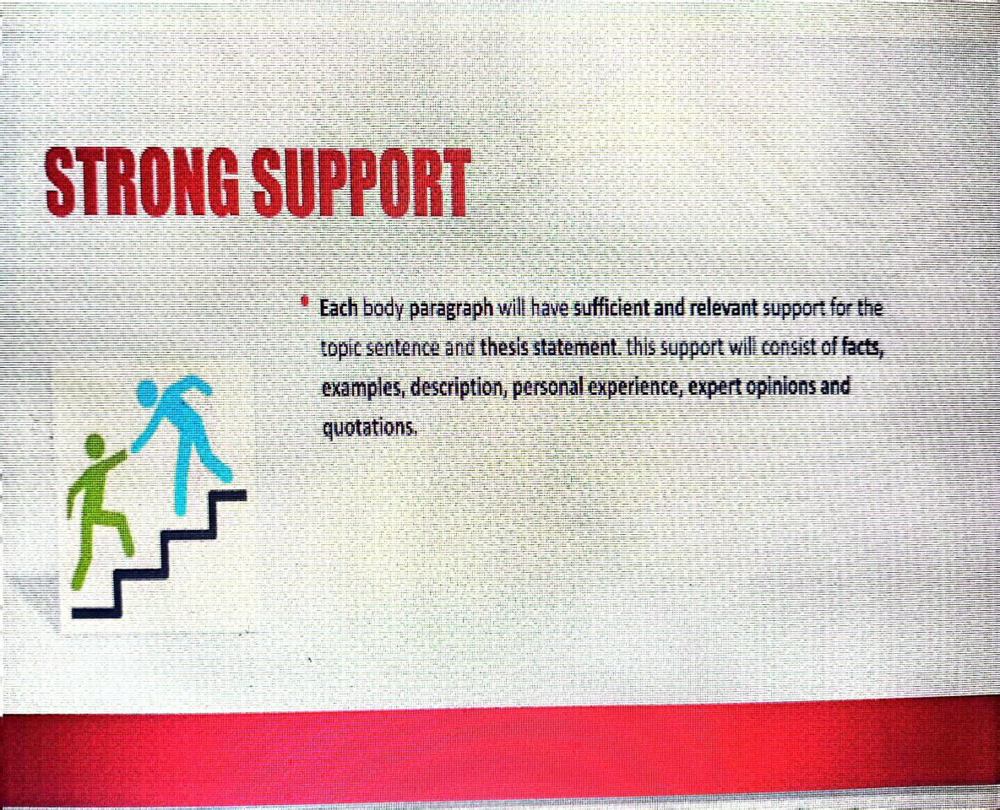 STRONG SUPPORT
Each body paragraph will have sufficient and relevant support for the
topic sentence and thesis statement. this support will consist of facts,
examples, description, personal experience, expert opinions and
quotations.